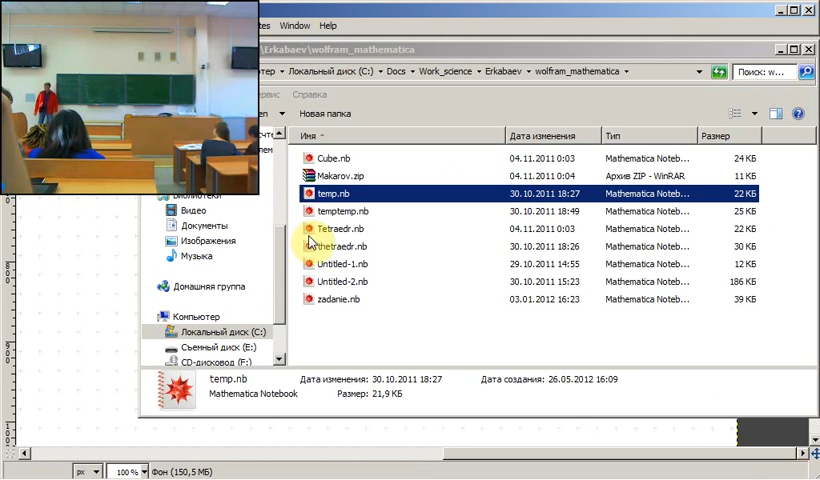 tes Window
\Erkabaev\wolfram_mathematica
тер ▸ Локальный диск (C:) ▸ Docs ▸ Work_science ▸ Erkabaev ▸ wolfram_mathematica ▸
Поиск: w...
ервис Справка
Новая папка
Имя Дата изменения Тип Размер
Cube.nb 04.11.2011 0:03 Mathematica Noteb... 24 КБ
Makarov.zip 04.11.2011 0:03 Архив ZIP - WinRAR 11 КБ
temp.nb 30.10.2011 18:27 Mathematica Noteb... 22 КБ
temptemp.nb 30.10.2011 18:49 Mathematica Noteb... 25 КБ
Tetraedr.nb 04.11.2011 0:03 Mathematica Noteb... 22 КБ
thetraedr.nb 30.10.2011 18:26 Mathematica Noteb... 30 КБ
Untitled-1.nb 29.10.2011 14:55 Mathematica Noteb... 12 КБ
Untitled-2.nb 30.10.2011 15:23 Mathematica Noteb... 186 КБ
zadanie.nb 03.01.2012 16:23 Mathematica Noteb... 39 КБ
Библиотеки
Видео
Документы
Изображения
Музыка
Домашняя группа
Компьютер
Локальный диск (C:)
Съемный диск (E:)
CD-дисковод (F:)
temp.nb Дата изменения: 30.10.2011 18:27 Дата создания: 26.05.2012 16:09
Mathematica Notebook Размер: 21,9 КБ
800
900
px 100 % Фон (150,5 МБ)